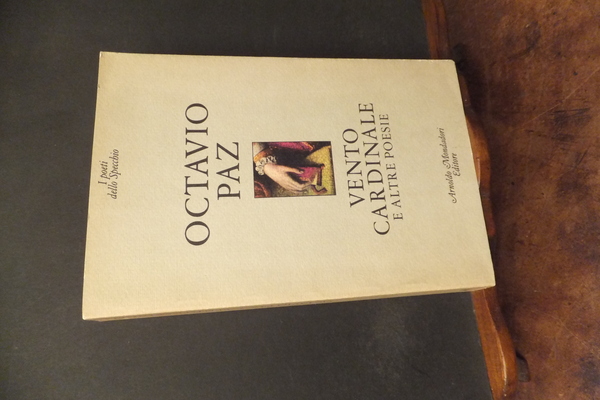 I poeti
dello Specchio
OCTAVIO
PAZ
VENTO
CARDINALE
E ALTRE POESIE
Arnoldo Mondadori
Editore